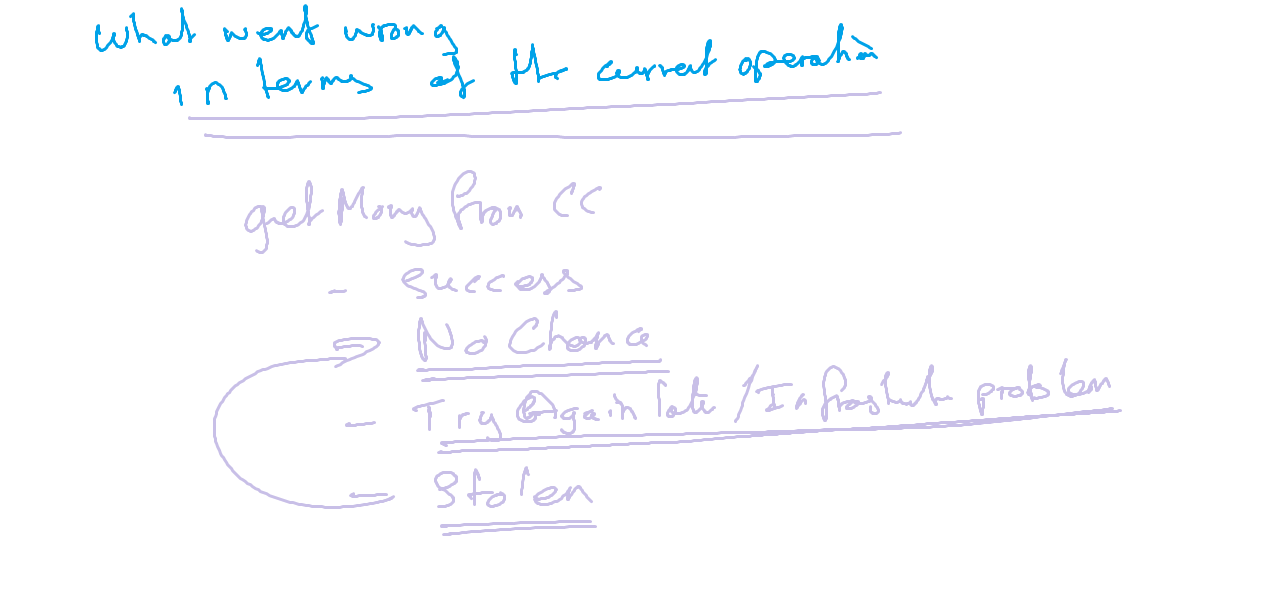 What went wrong
in terms of the current operation
get Money from CC
- Success
No Chance
- Try Again late / Infrastructure problem
- Stolen